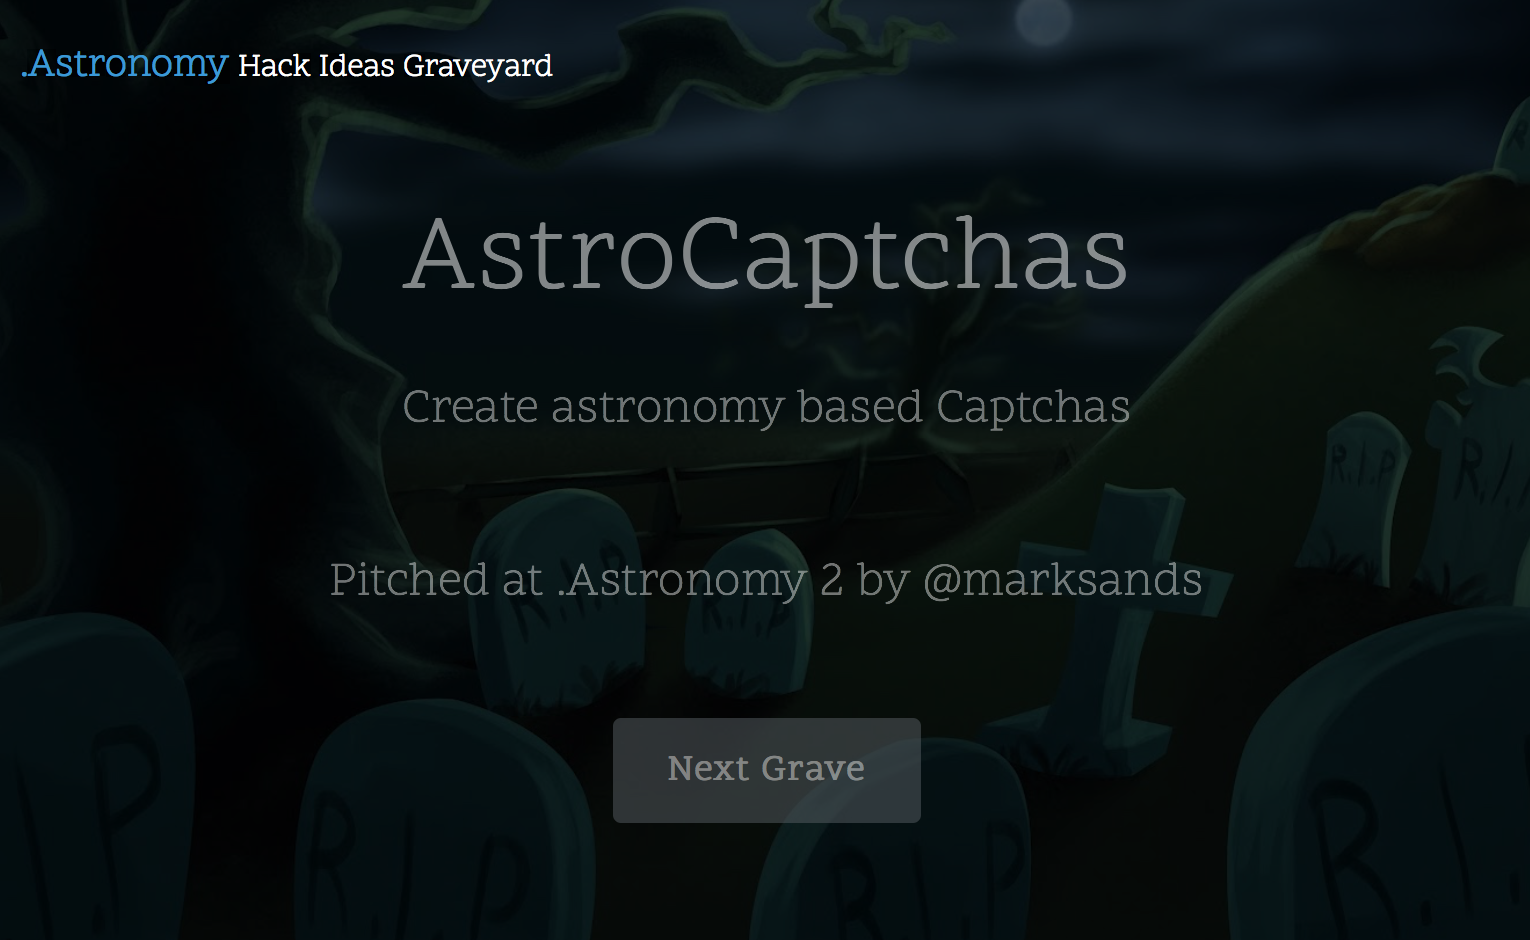 .Astronomy Hack Ideas Graveyard
AstroCaptchas
Create astronomy based Captchas
Pitched at .Astronomy 2 by @marksands
R.I.P
R.I.P
R.I.P
R.I.P
Next Grave
I.P
R.I.P
R.I.P
R.I.